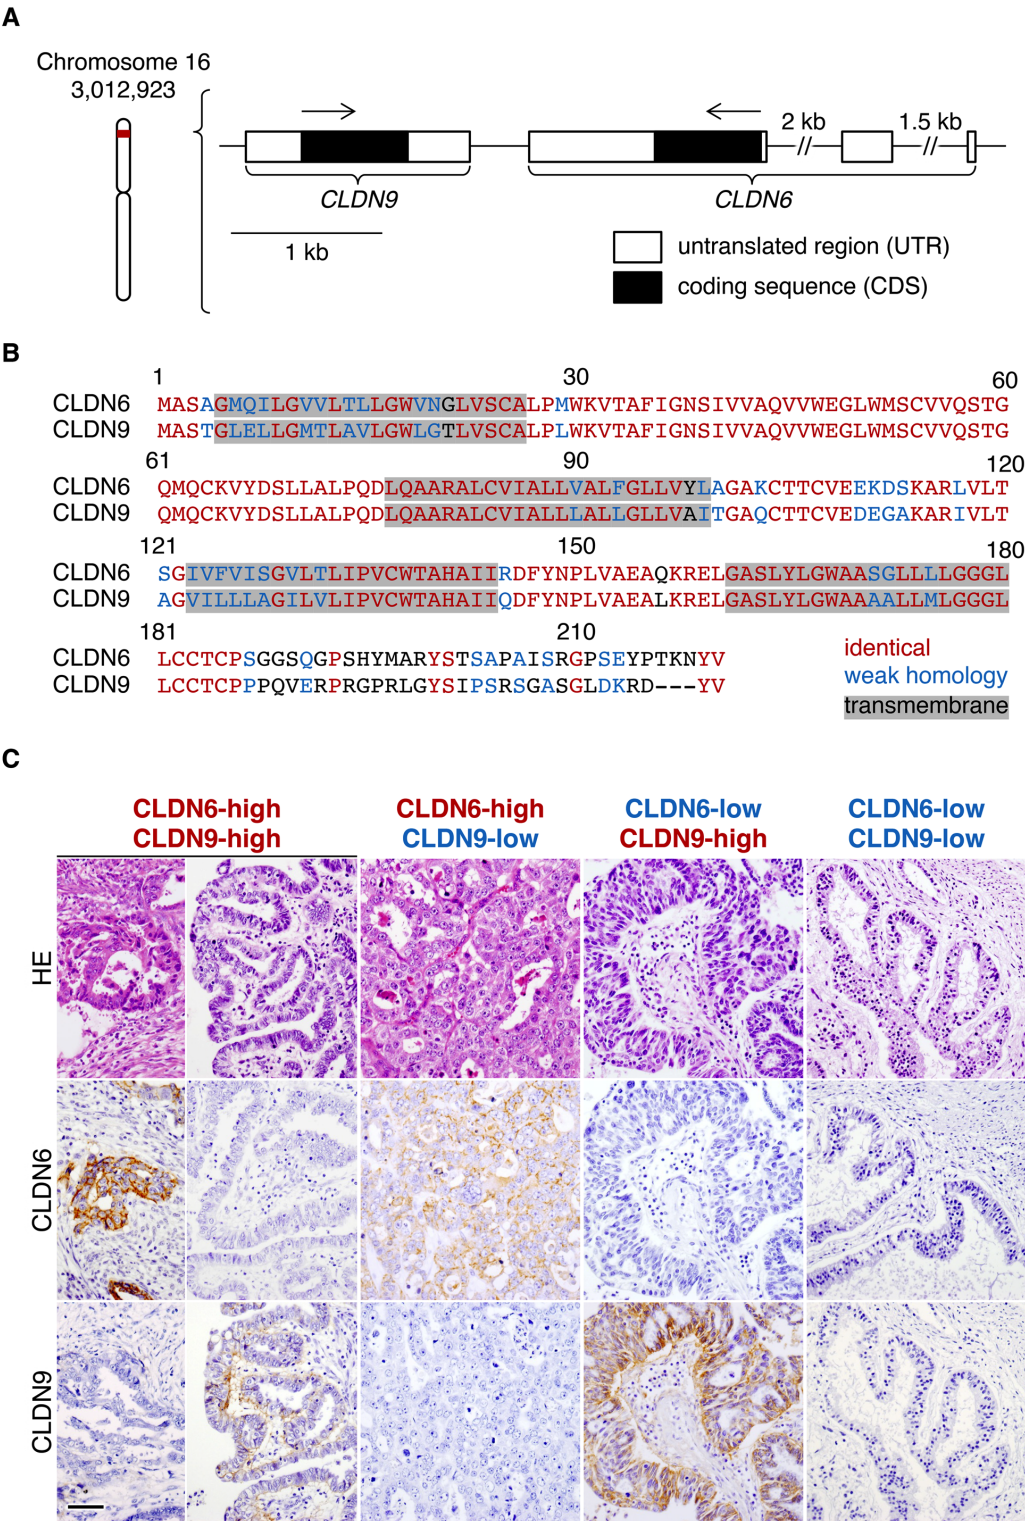 A
Chromosome 16
3,012,923
2 kb
1.5 kb
CLDN9
CLDN6
1 kb
untranslated region (UTR)
coding sequence (CDS)
B
1 30 60
CLDN6 MASAGMQILGVVLTLLGWVNGLVSCALPMWKVTAFIGNSIVVAQVVWEGLWMSCVVQSTG
CLDN9 MASTGLELLGMTLAVLGWLGTLVSCALPLWKVTAFIGNSIVVAQVVWEGLWMSCVVQSTG
61 90 120
CLDN6 QMQCKVYDSLLALPQDLQAARALCVIALLVALFGLLVYLAGAKCTTCVEEKDSKARLVLT
CLDN9 QMQCKVYDSLLALPQDLQAARALCVIALLLALLGLLVAITGAQCTTCVEDEGAKARIVLT
121 150 180
CLDN6 SGIVFVISGVLTLIPVCWTAHAIIRDFYNPLVAEAQKRELGASLYLGWAASGLLLLGGGL
CLDN9 AGVILLLAGILVLIPVCWTAHAIIQDFYNPLVAEALKRELGASLYLGWAAAALLMLGGGL
181 210
CLDN6 LCCTCPSGGSQGPSHYMARYSTSAPAISRGPSEYPTKNYV
CLDN9 LCCTCPPPQVERPRGPRLGYSIPSRSGASGLDKRD---YV
identical
weak homology
transmembrane
C
CLDN6-high CLDN6-high CLDN6-low CLDN6-low
CLDN9-high CLDN9-low CLDN9-high CLDN9-low
HE
CLDN6
CLDN9